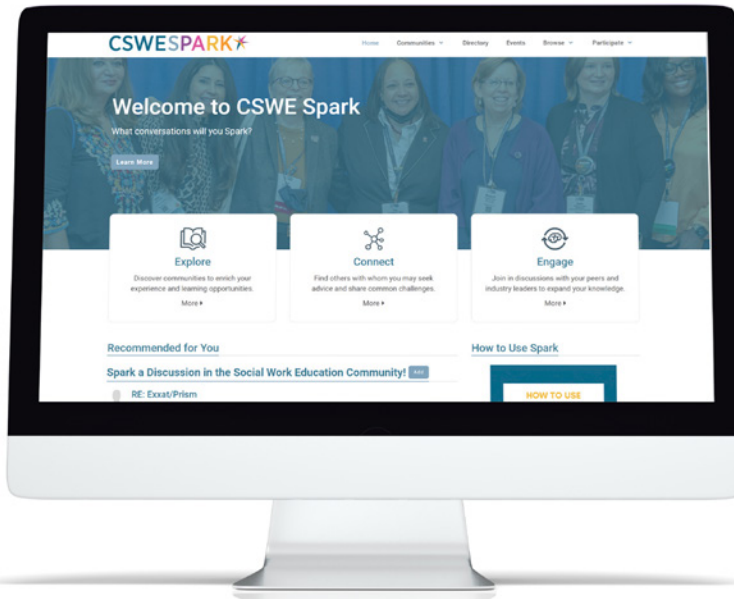 CSWESPARK
Home Communities Directory Events Browse Participate
Welcome to CSWE Spark
What conversations will you Spark?
Learn More
Explore
Discover communities to enrich your
experience and learning opportunities.
More
Connect
Find others with whom you may seek
advice and share common challenges.
More
Engage
Join in discussions with your peers and
industry leaders to expand your knowledge.
More
Recommended for You
How to Use Spark
Spark a Discussion in the Social Work Education Community!
RE: Exxat/Prism
HOW TO USE